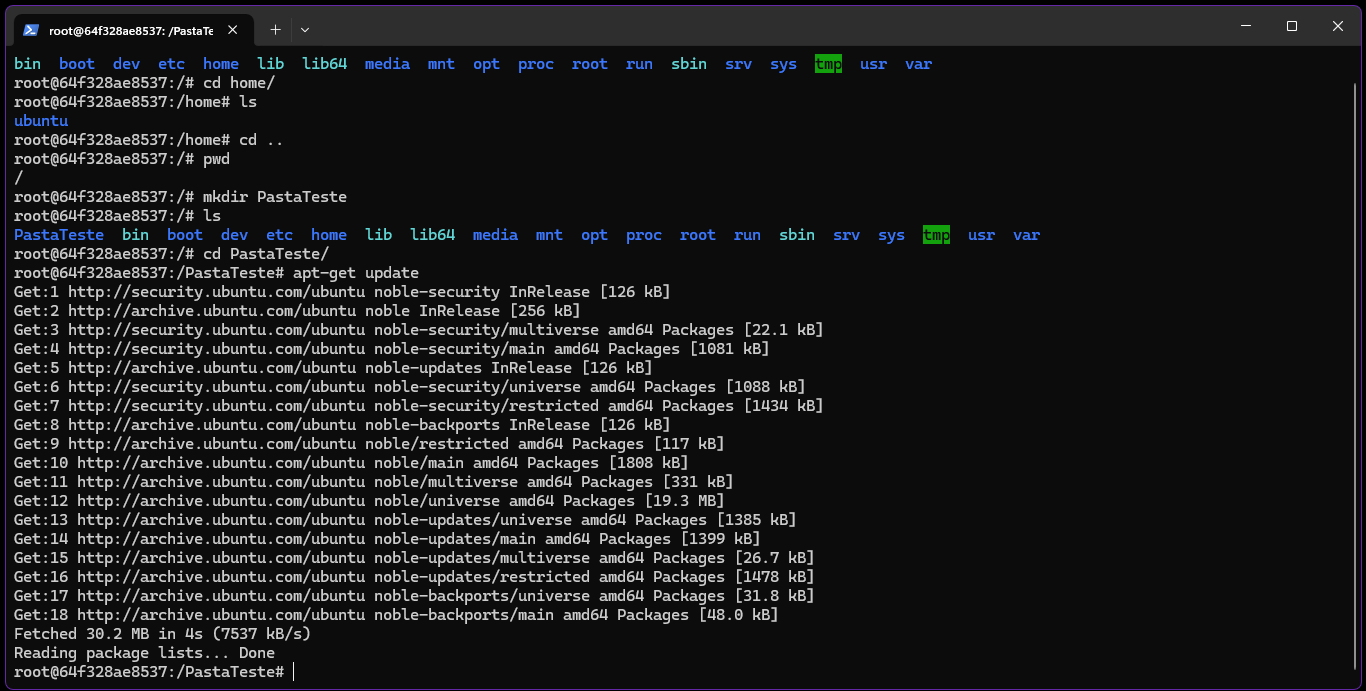 root@64f328ae8537: /PastaTe
bin boot dev etc home lib lib64 media mnt opt proc root run sbin srv sys tmp usr var
root@64f328ae8537:/# cd home/
root@64f328ae8537:/home# ls
ubuntu
root@64f328ae8537:/home# cd ..
root@64f328ae8537:/# pwd
/
root@64f328ae8537:/# mkdir PastaTeste
root@64f328ae8537:/# ls
PastaTeste bin boot dev etc home lib lib64 media mnt opt proc root run sbin srv sys tmp usr var
root@64f328ae8537:/# cd PastaTeste/
root@64f328ae8537:/PastaTeste# apt-get update
Get:1 http://security.ubuntu.com/ubuntu noble-security InRelease [126 kB]
Get:2 http://archive.ubuntu.com/ubuntu noble InRelease [256 kB]
Get:3 http://security.ubuntu.com/ubuntu noble-security/multiverse amd64 Packages [22.1 kB]
Get:4 http://security.ubuntu.com/ubuntu noble-security/main amd64 Packages [1081 kB]
Get:5 http://archive.ubuntu.com/ubuntu noble-updates InRelease [126 kB]
Get:6 http://security.ubuntu.com/ubuntu noble-security/universe amd64 Packages [1088 kB]
Get:7 http://security.ubuntu.com/ubuntu noble-security/restricted amd64 Packages [1434 kB]
Get:8 http://archive.ubuntu.com/ubuntu noble-backports InRelease [126 kB]
Get:9 http://archive.ubuntu.com/ubuntu noble/restricted amd64 Packages [117 kB]
Get:10 http://archive.ubuntu.com/ubuntu noble/main amd64 Packages [1808 kB]
Get:11 http://archive.ubuntu.com/ubuntu noble/multiverse amd64 Packages [331 kB]
Get:12 http://archive.ubuntu.com/ubuntu noble/universe amd64 Packages [19.3 MB]
Get:13 http://archive.ubuntu.com/ubuntu noble-updates/universe amd64 Packages [1385 kB]
Get:14 http://archive.ubuntu.com/ubuntu noble-updates/main amd64 Packages [1399 kB]
Get:15 http://archive.ubuntu.com/ubuntu noble-updates/multiverse amd64 Packages [26.7 kB]
Get:16 http://archive.ubuntu.com/ubuntu noble-updates/restricted amd64 Packages [1478 kB]
Get:17 http://archive.ubuntu.com/ubuntu noble-backports/universe amd64 Packages [31.8 kB]
Get:18 http://archive.ubuntu.com/ubuntu noble-backports/main amd64 Packages [48.0 kB]
Fetched 30.2 MB in 4s (7537 kB/s)
Reading package lists... Done
root@64f328ae8537:/PastaTeste#